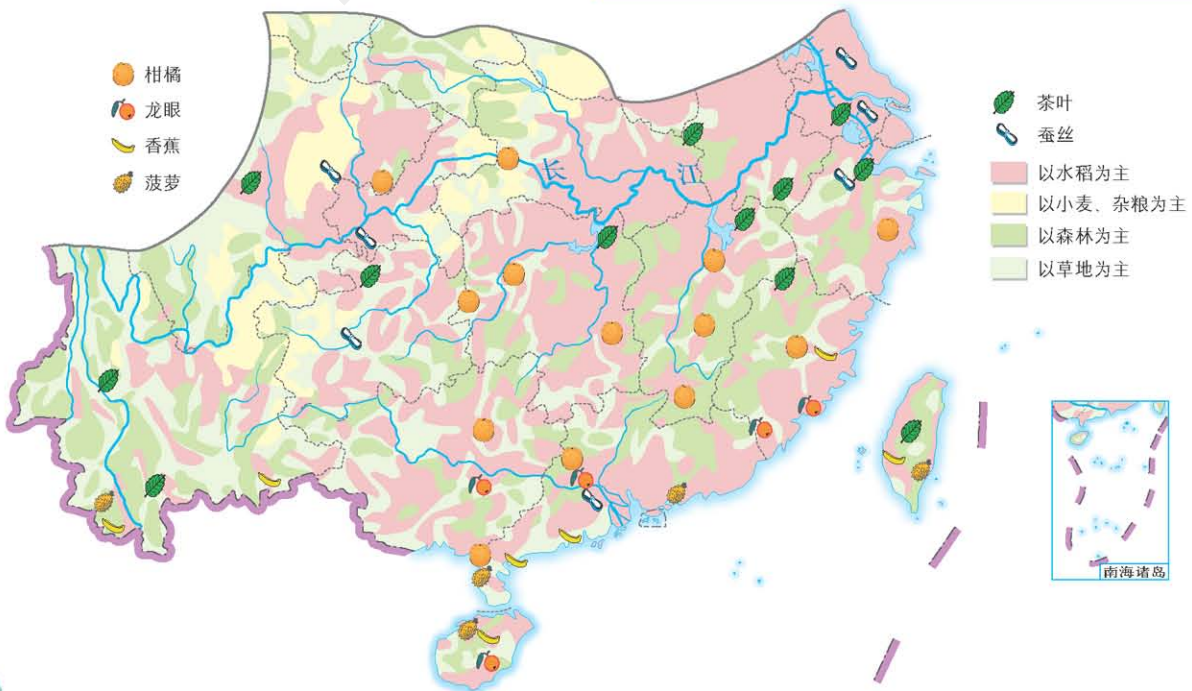 柑橘
龙眼
香蕉
菠萝
茶叶
蚕丝
以水稻为主
以小麦、杂粮为主
以森林为主
以草地为主
长江
南海诸岛